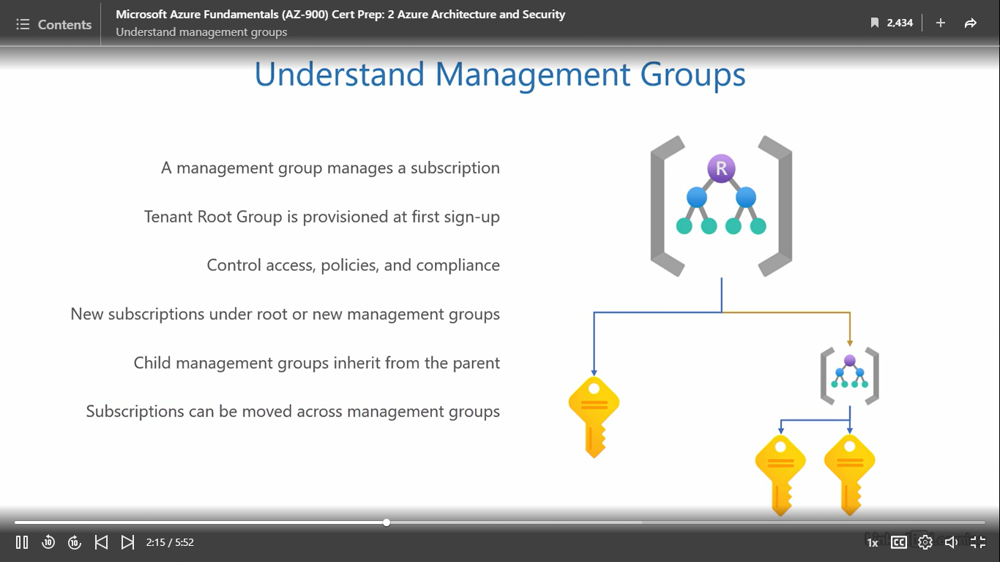 Contents
Microsoft Azure Fundamentals (AZ-900) Cert Prep: 2 Azure Architecture and Security
Understand management groups
2,434
Understand Management Groups
A management group manages a subscription
Tenant Root Group is provisioned at first sign-up
Control access, policies, and compliance
New subscriptions under root or new management groups
Child management groups inherit from the parent
Subscriptions can be moved across management groups
R
10
10
2:15 / 5:52
1x
CC